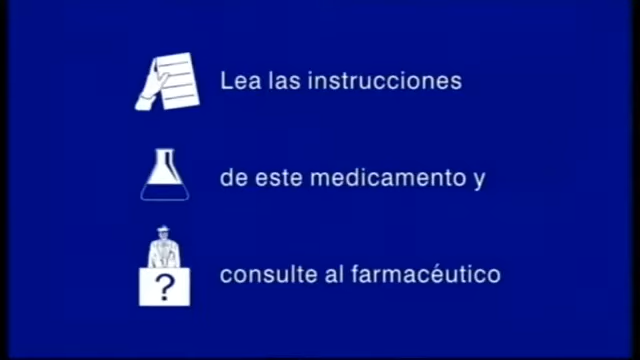 Lea las instrucciones
de este medicamento y
consulte al farmacéutico
?